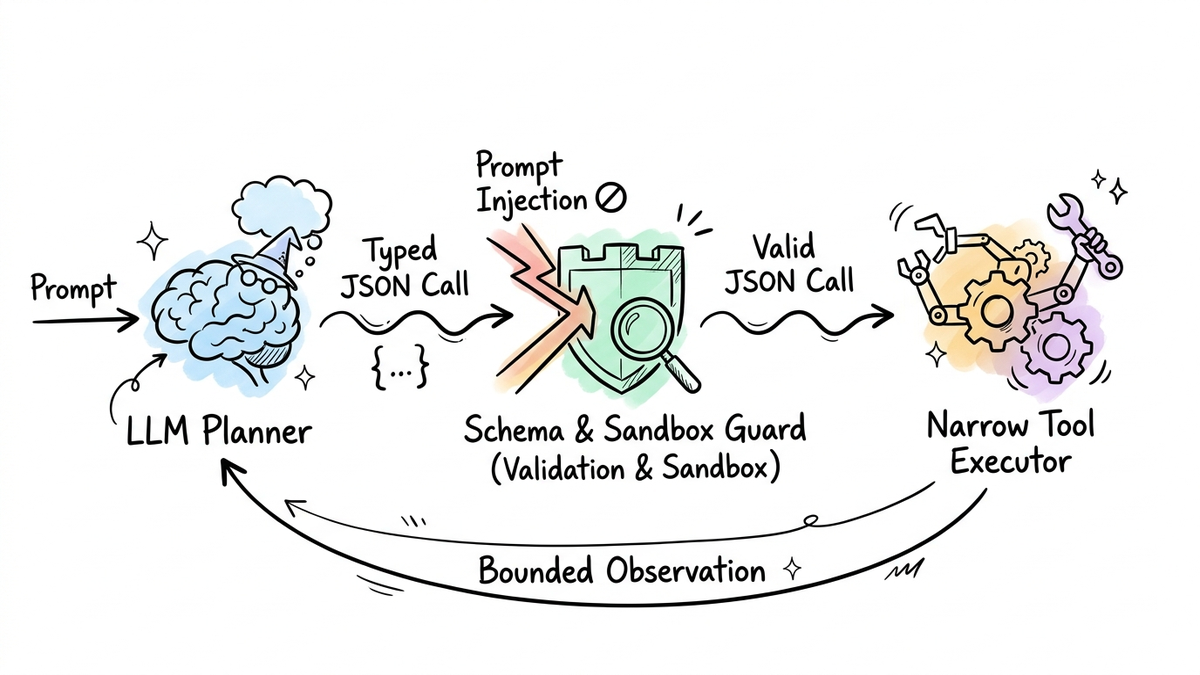 Prompt
LLM Planner
Typed
JSON Call
{...}
Prompt
Injection
Schema & Sandbox Guard
(Validation & Sandbox)
Valid
JSON Call
Narrow Tool
Executor
Bounded Observation